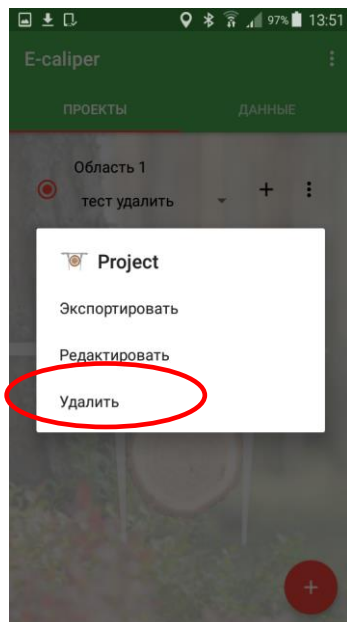 97% 13:51
E-caliper
ПРОЕКТЫ ДАННЫЕ
Область 1
тест удалить
Project
Экспортировать
Редактировать
Удалить